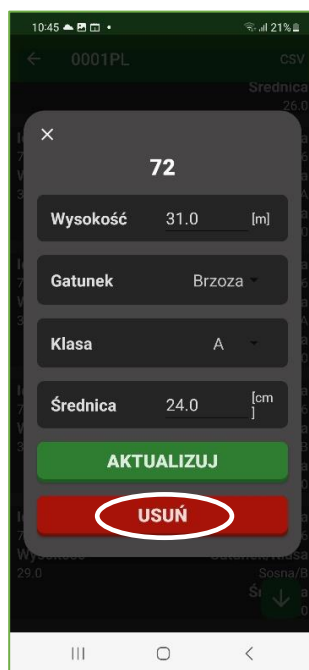 10:45 21%
0001PL CSV
Średnica
26.0
72
Wysokość 31.0 [m]
Gatunek Brzoza
Klasa A
Średnica 24.0 [cm]
AKTUALIZUJ
USUŃ
29.0 Sosna/B